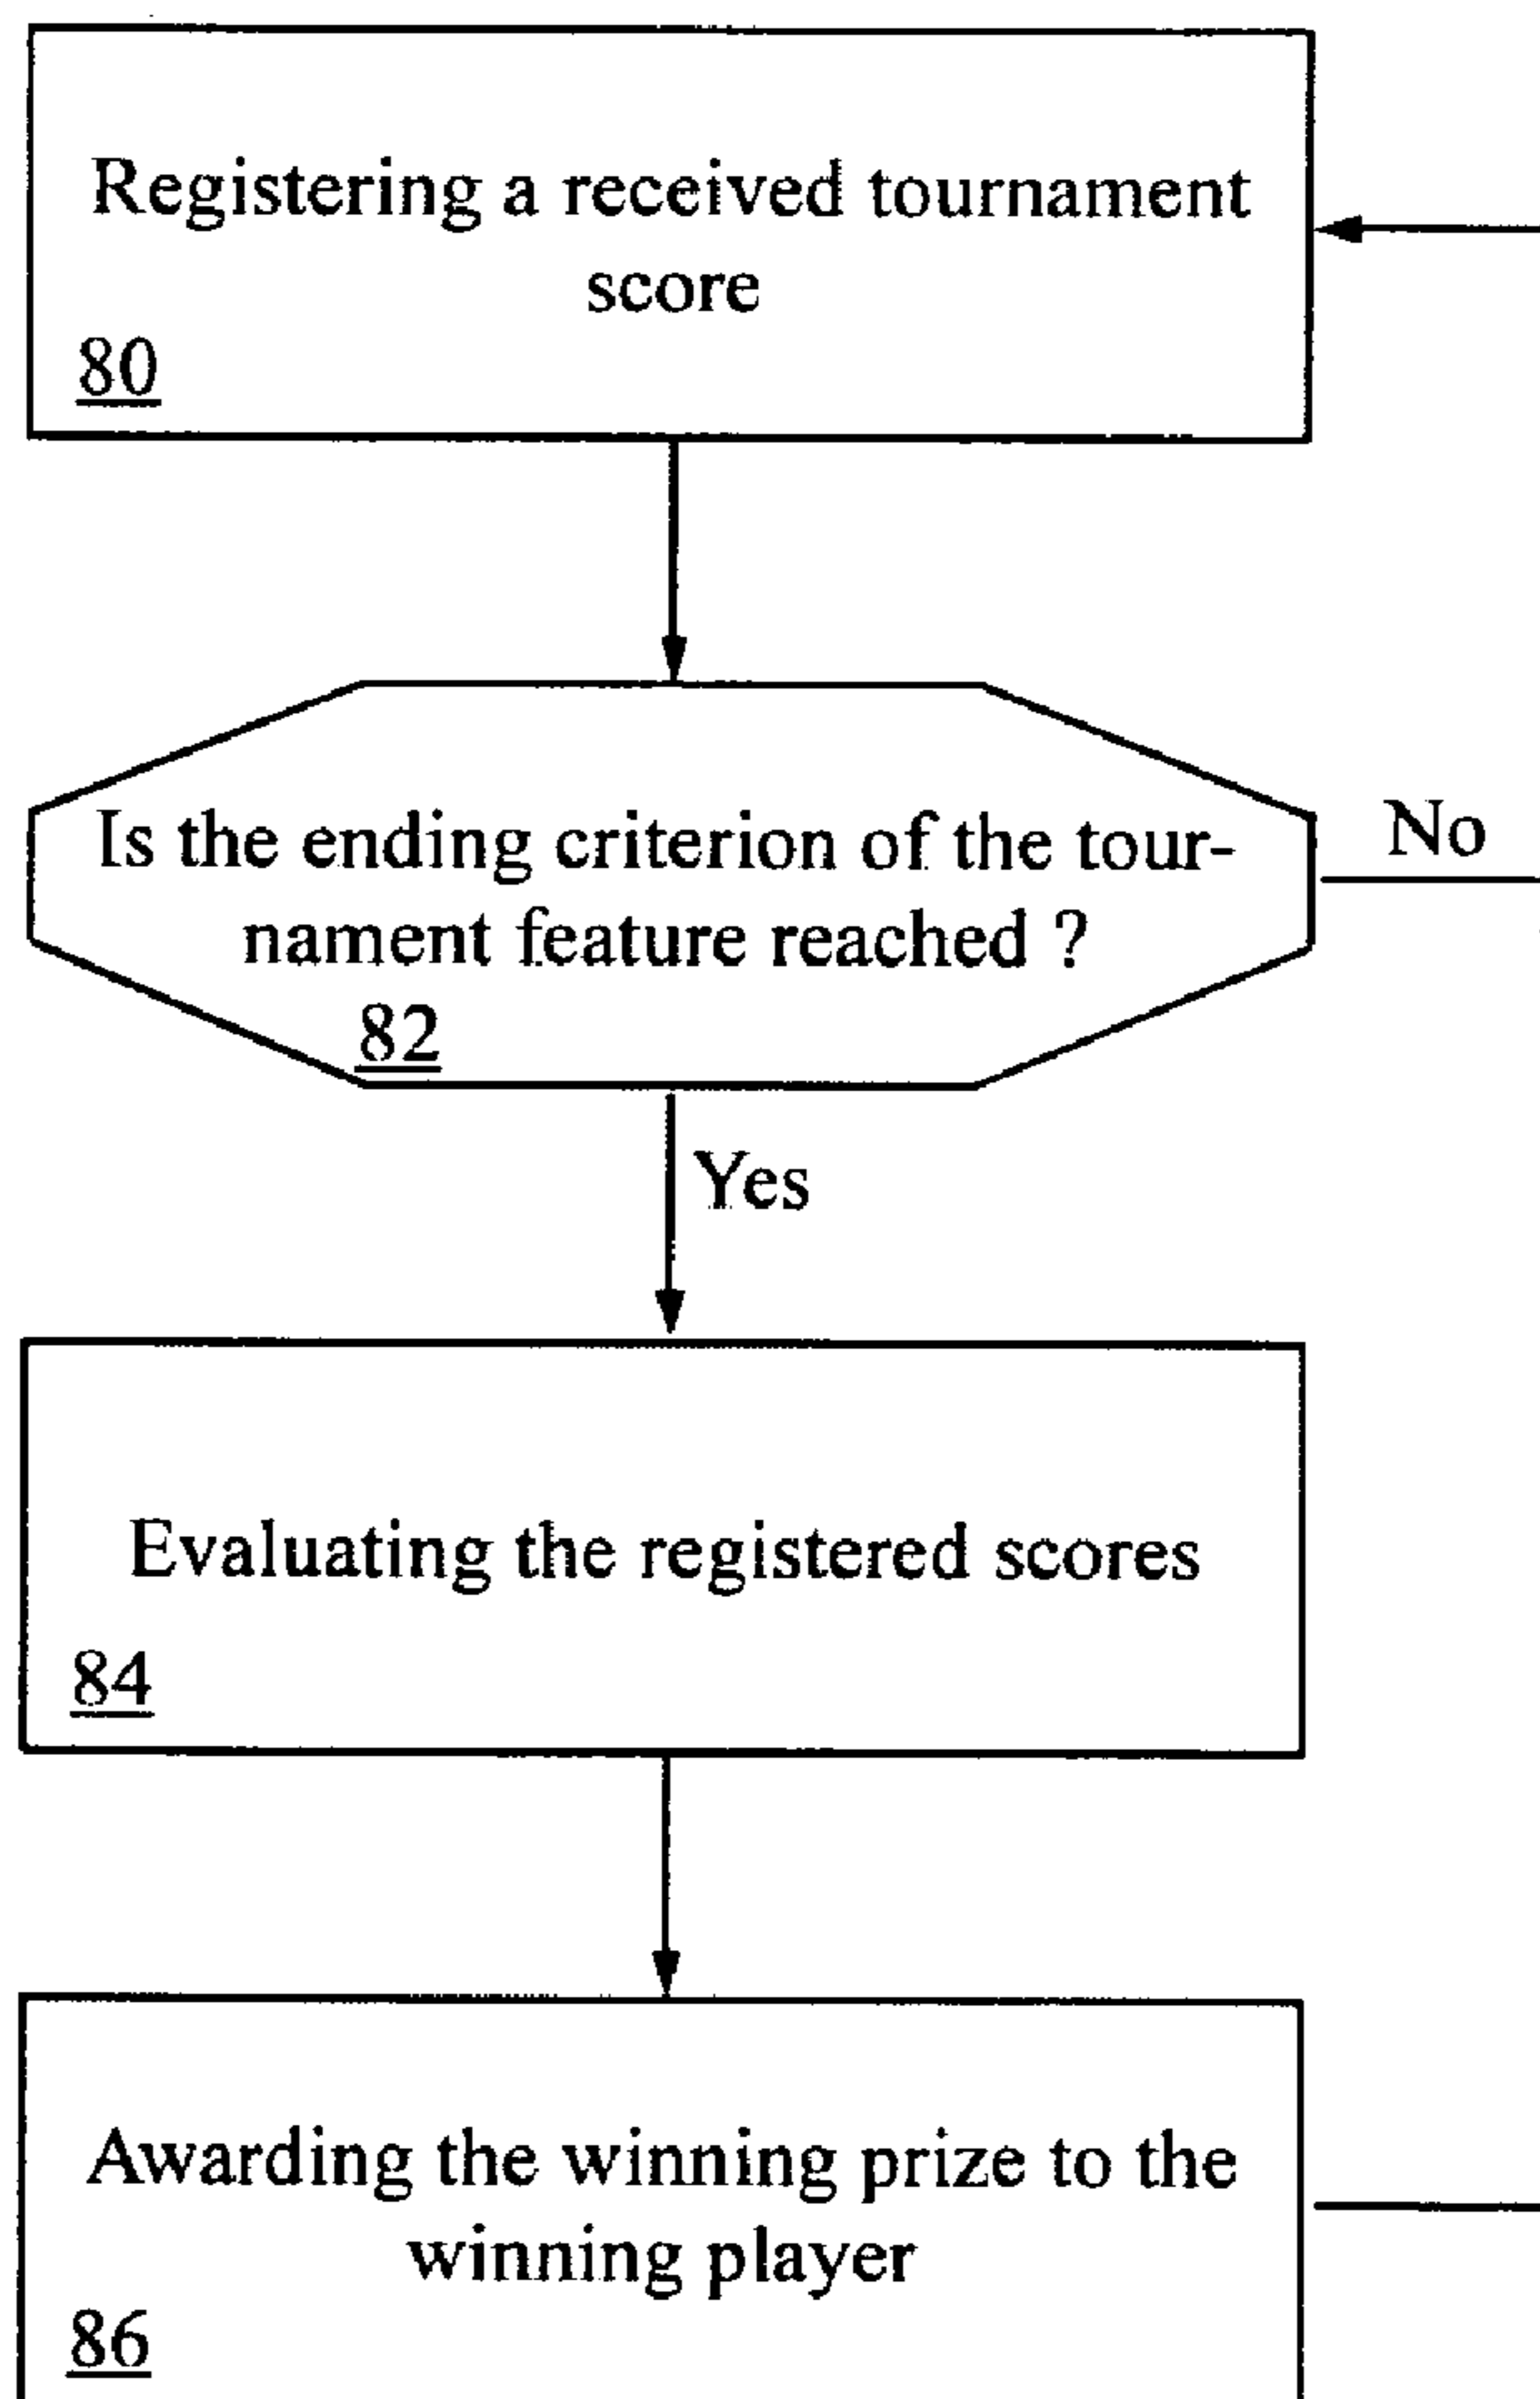 Registering a received tournament
score
80
Is the ending criterion of the tour-
nament feature reached ?
82
No
Yes
Evaluating the registered scores
84
Awarding the winning prize to the
winning player
86